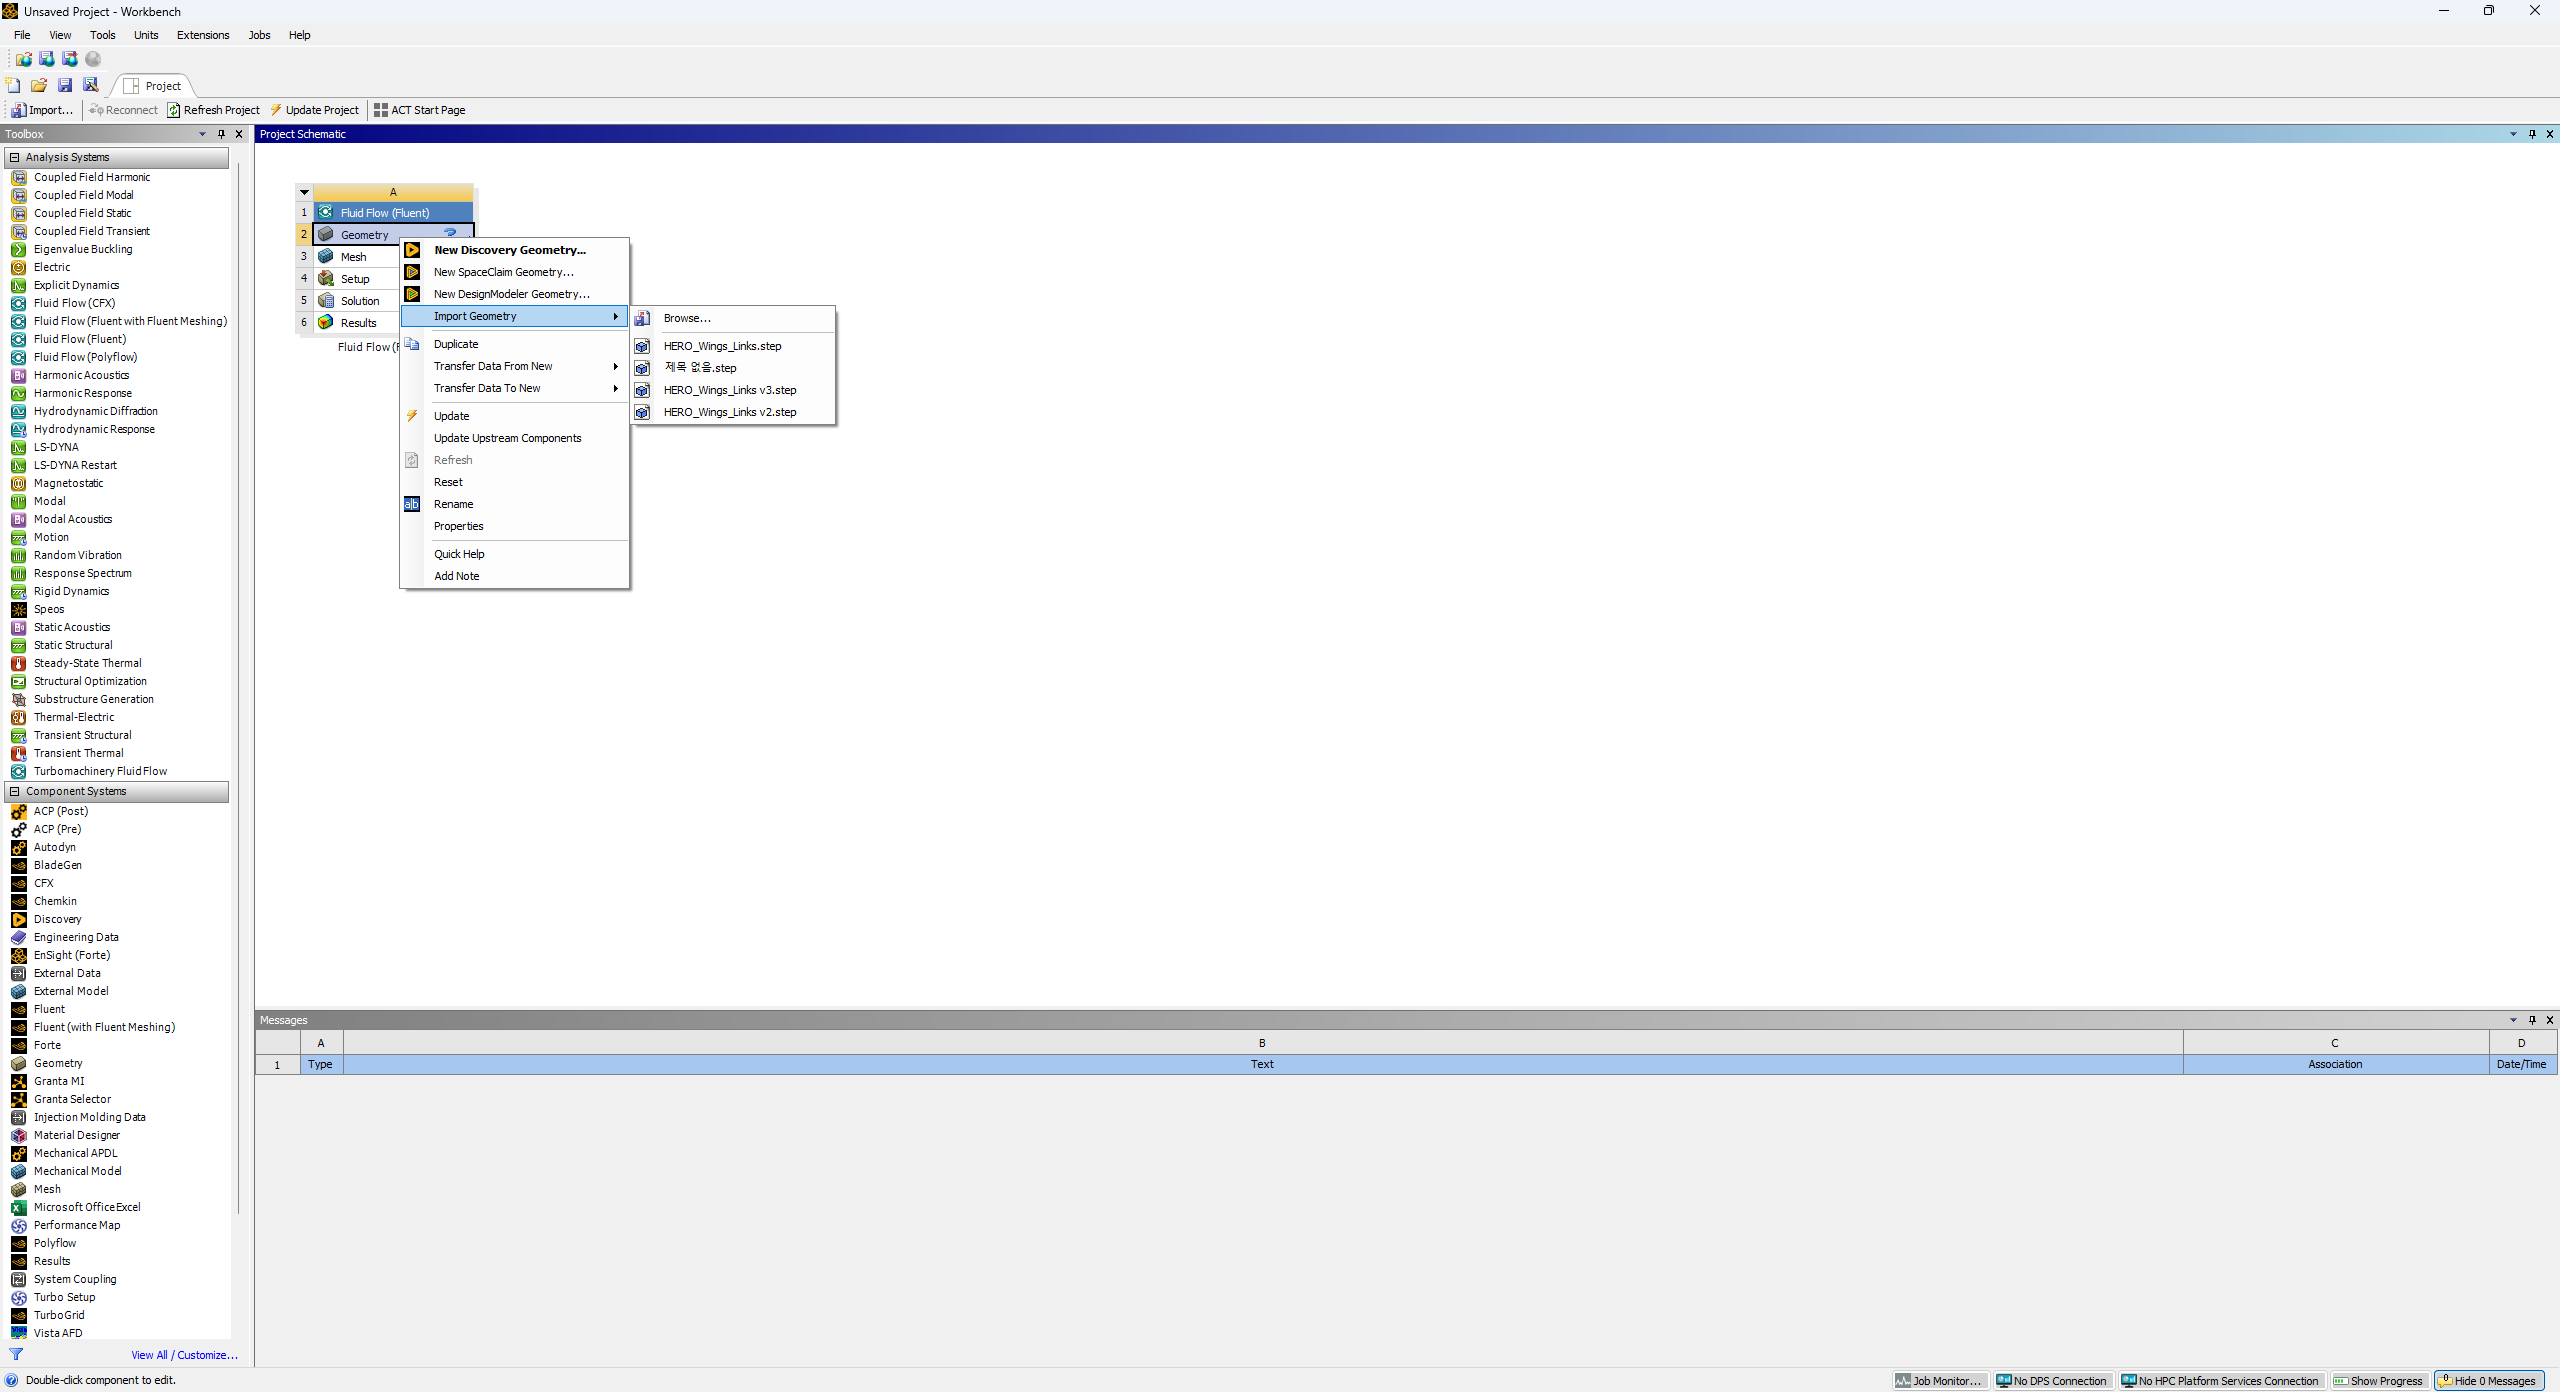 Unsaved Project - Workbench
File View Tools Units Extensions Jobs Help
Project
Import... Reconnect Refresh Project Update Project ACT Start Page
Toolbox
Analysis Systems
Coupled Field Harmonic
Coupled Field Modal
Coupled Field Static
Coupled Field Transient
Eigenvalue Buckling
Electric
Explicit Dynamics
Fluid Flow (CFX)
Fluid Flow (Fluent with Fluent Meshing)
Fluid Flow (Fluent)
Fluid Flow (Polyflow)
Harmonic Acoustics
Harmonic Response
Hydrodynamic Diffraction
Hydrodynamic Response
LS-DYNA
LS-DYNA Restart
Magnetostatic
Modal
Modal Acoustics
Motion
Random Vibration
Response Spectrum
Rigid Dynamics
Speos
Static Acoustics
Static Structural
Steady-State Thermal
Structural Optimization
Substructure Generation
Thermal-Electric
Transient Structural
Transient Thermal
Turbomachinery Fluid Flow
Component Systems
ACP (Post)
ACP (Pre)
Autodyn
BladeGen
CFX
Chemkin
Discovery
Engineering Data
EnSight (Forte)
External Data
External Model
Fluent
Fluent (with Fluent Meshing)
Forte
Geometry
Granta MI
Granta Selector
Injection Molding Data
Material Designer
Mechanical APDL
Mechanical Model
Mesh
Microsoft Office Excel
Performance Map
Polyflow
Results
System Coupling
Turbo Setup
TurboGrid
Vista AFD
View All / Customize...
Project Schematic
A
1 Fluid Flow (Fluent)
2 Geometry
3 Mesh
4 Setup
5 Solution
6 Results
Fluid Flow (F
New Discovery Geometry...
New SpaceClaim Geometry...
New DesignModeler Geometry...
Import Geometry
Duplicate
Transfer Data From New
Transfer Data To New
Update
Update Upstream Components
Refresh
Reset
a|b Rename
Properties
Quick Help
Add Note
Browse...
HERO_Wings_Links.step
제목 없음.step
HERO_Wings_Links v3.step
HERO_Wings_Links v2.step
Messages
A B C D
1 Type Text Association Date/Time
Double-click component to edit.
Job Monitor... No DPS Connection No HPC Platform Services Connection Show Progress Hide 0 Messages